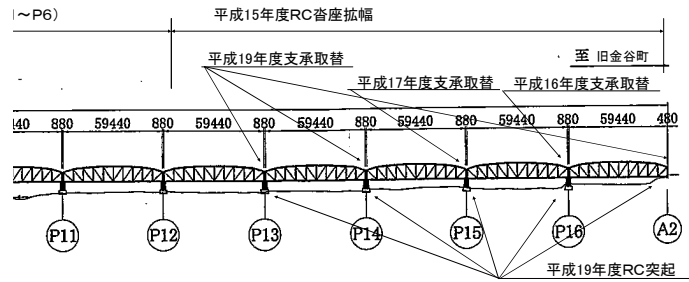 ～P6）
平成15年度RC沓座拡幅
至 旧金谷町
平成19年度支承取替
平成17年度支承取替
平成16年度支承取替
440 880 59440 880 59440 880 59440 880 59440 880 59440 880 59440 480
P11 P12 P13 P14 P15 P16 A2
平成19年度RC突起